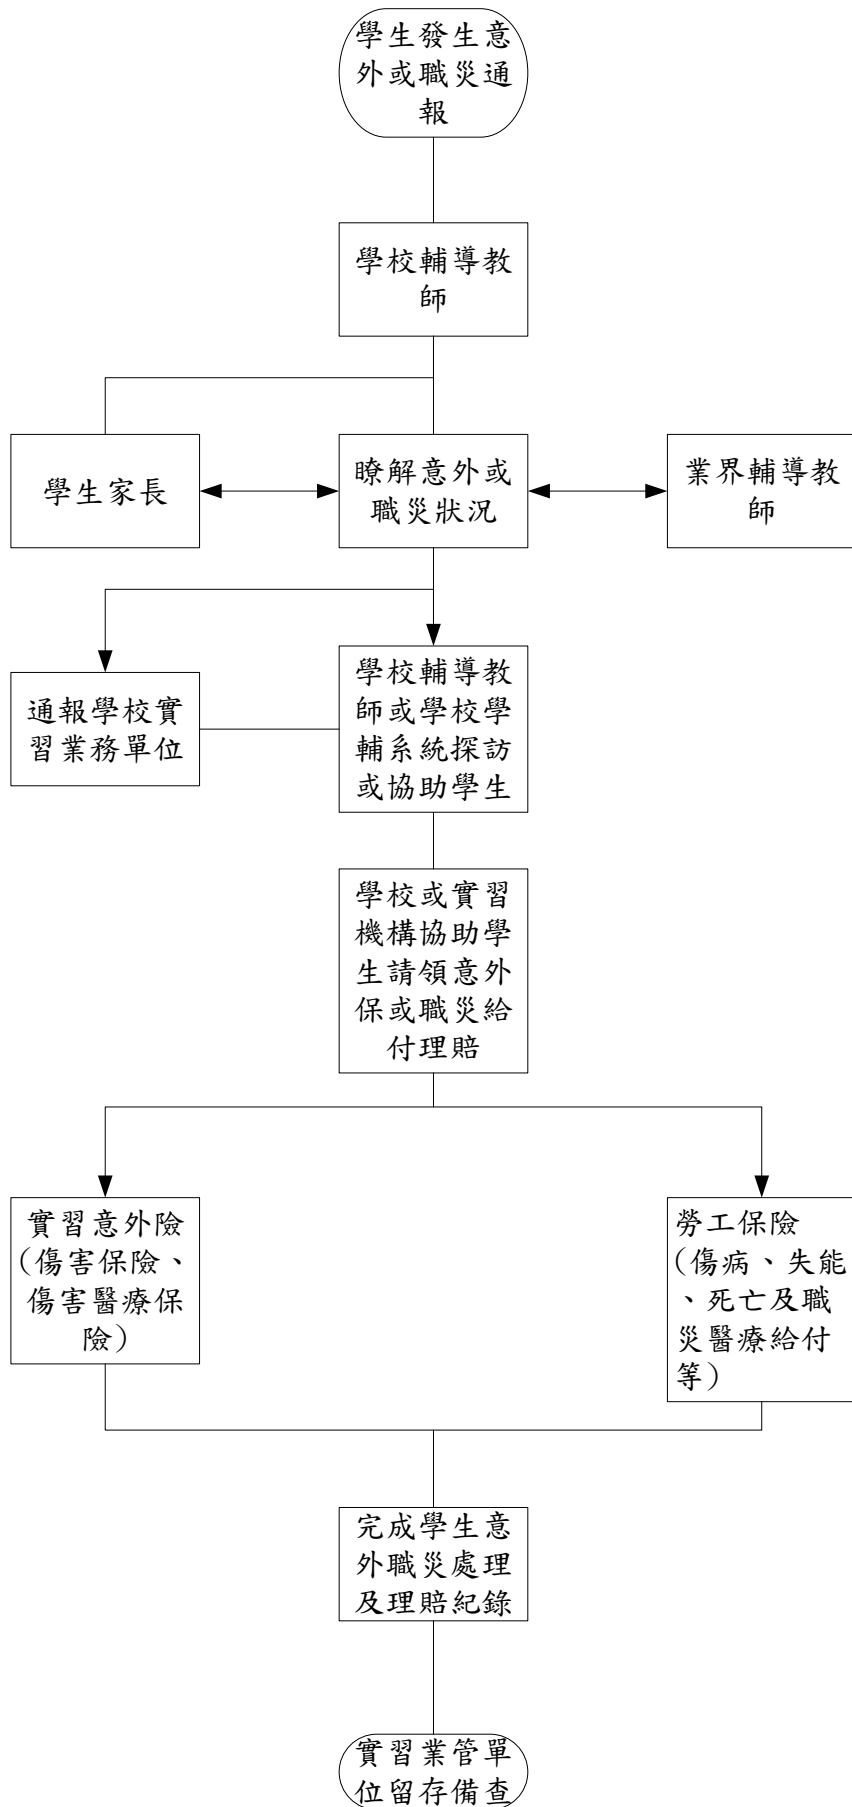 學生發生意
外或職災通
報
學校輔導教
師
學生家長
瞭解意外或
職災狀況
業界輔導教
師
通報學校實
習業務單位
學校輔導教
師或學校學
輔系統探訪
或協助學生
學校或實習
機構協助學
生請領意外
保或職災給
付理賠
實習意外險
(傷害保險、
傷害醫療保
險)
勞工保險
(傷病、失能
、死亡及職
災醫療給付
等)
完成學生意
外職災處理
及理賠紀錄
實習業管單
位留存備查